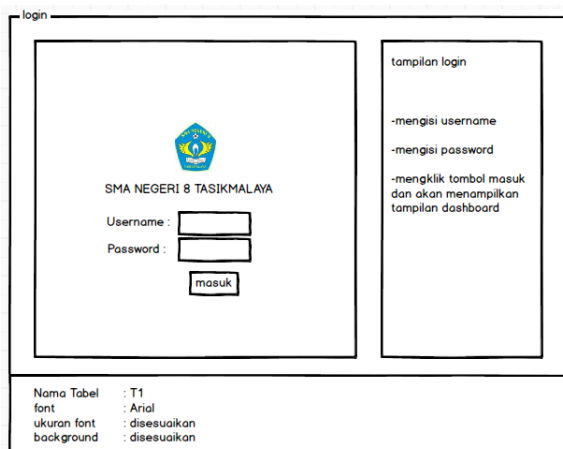 login
SMA NEGERI 8 TASIKMALAYA
Username :
Password :
masuk
tampilan login
-mengisi username
-mengisi password
-mengklik tombol masuk
dan akan menampilkan
tampilan dashboard
Nama Tabel : T1
font : Arial
ukuran font : disesuaikan
background : disesuaikan